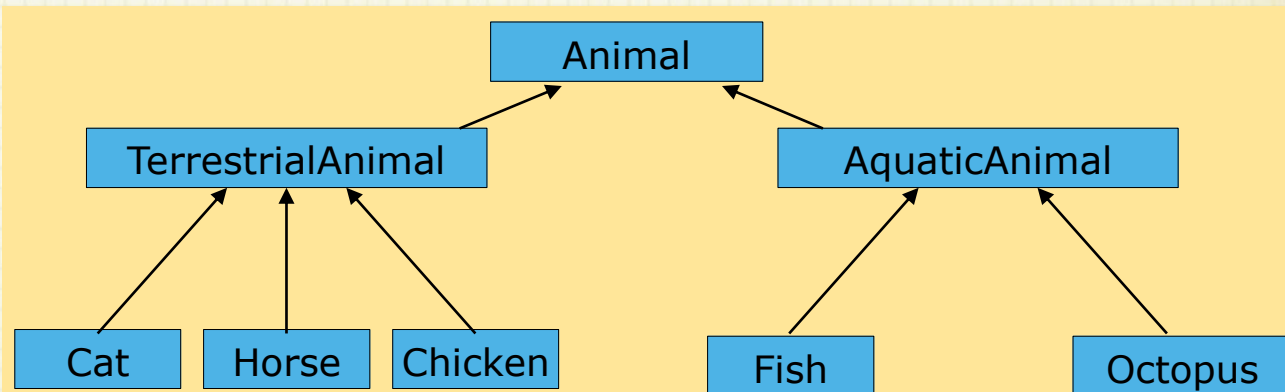 Animal
TerrestrialAnimal
AquaticAnimal
Cat
Horse
Chicken
Fish
Octopus